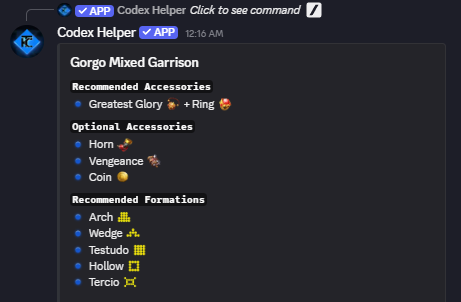 APP Codex Helper Click to see command
Codex Helper APP 12:16 AM
Gorgo Mixed Garrison
Recommended Accessories
Greatest Glory + Ring
Optional Accessories
Horn
Vengeance
Coin
Recommended Formations
Arch
Wedge
Testudo
Hollow
Tercio